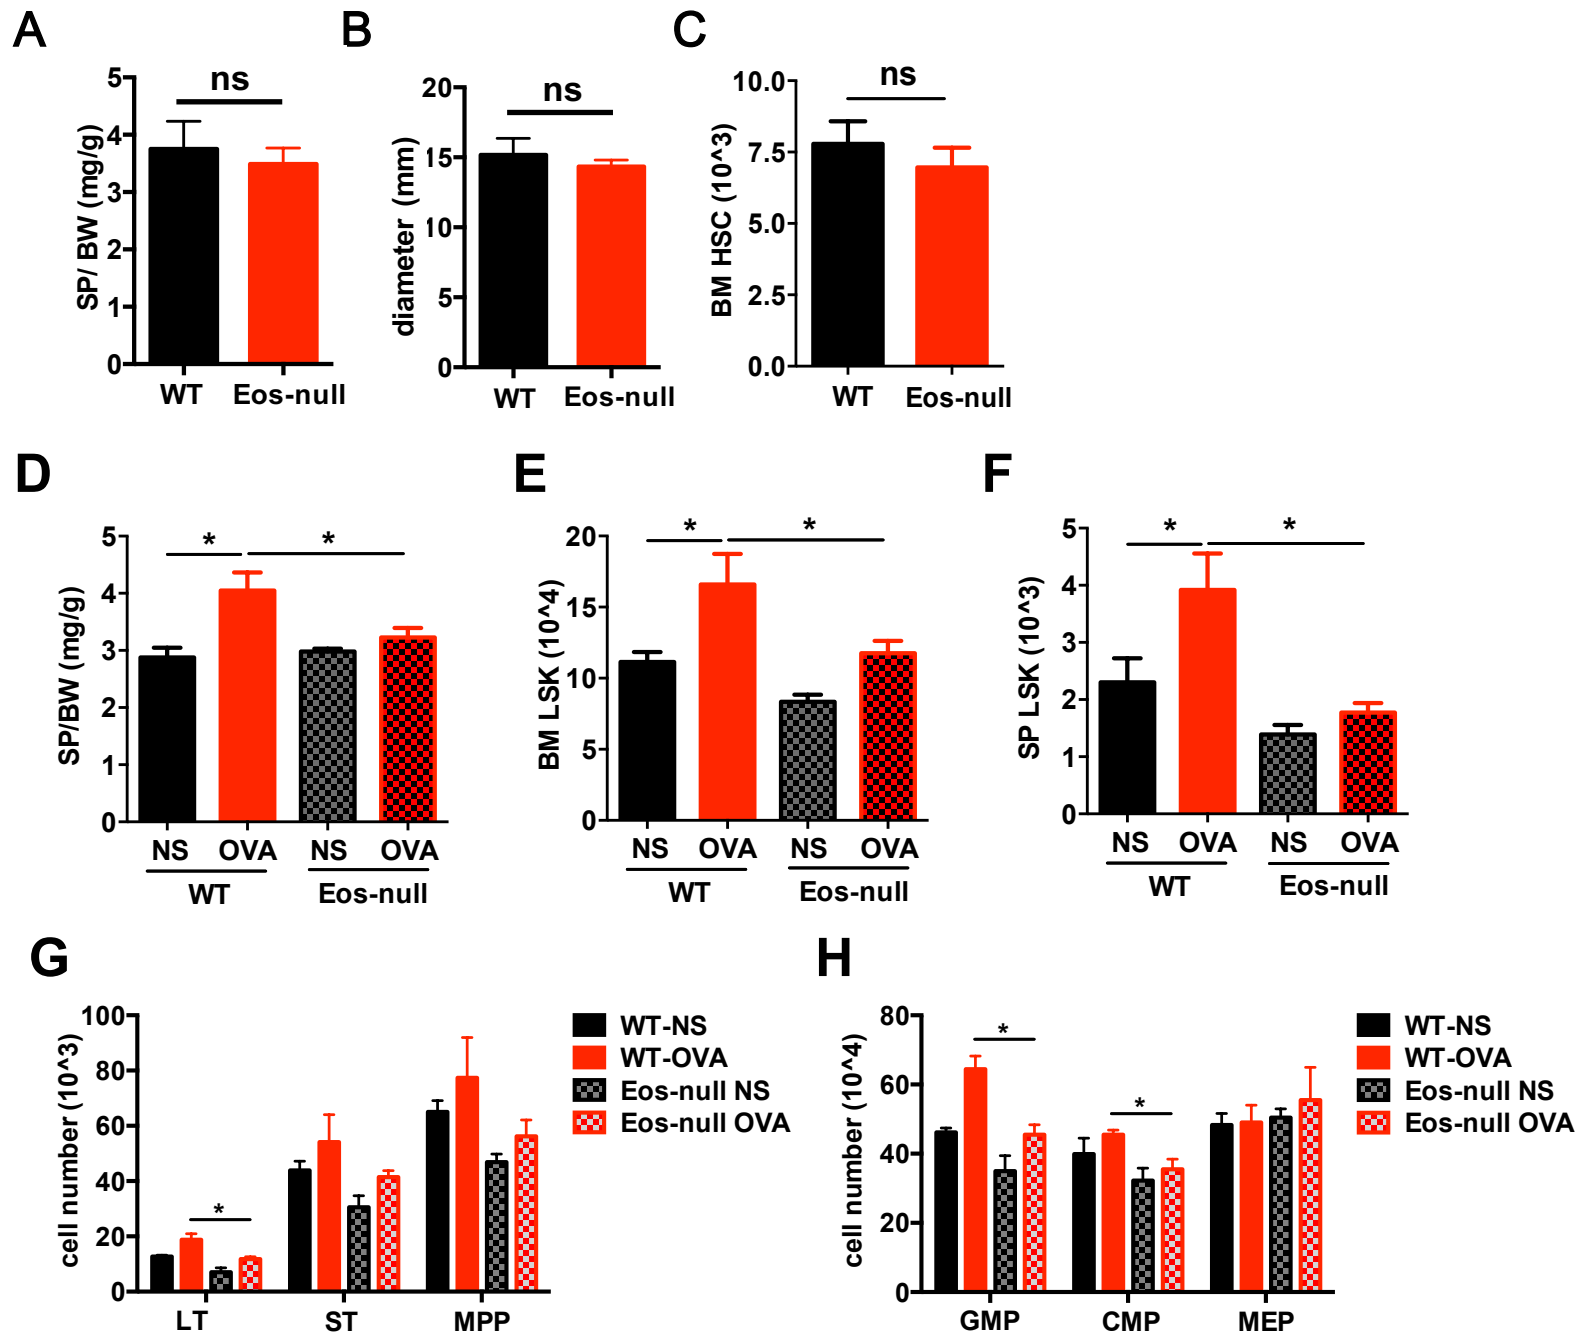 A
B
C
ns
ns
ns
5
4
3
2
1
0
SP/ BW (mg/g)
WT
Eos-null
20
15
10
5
0
diameter (mm)
WT
Eos-null
10.0
7.5
5.0
2.5
0.0
BM HSC (10^3)
WT
Eos-null
D
E
F
5
4
3
2
1
0
SP/BW (mg/g)
*
*
NS
OVA
NS
OVA
WT
Eos-null
20
15
10
5
0
BM LSK (10^4)
*
*
NS
OVA
NS
OVA
WT
Eos-null
5
4
3
2
1
0
SP LSK (10^3)
*
*
NS
OVA
NS
OVA
WT
Eos-null
G
H
100
80
60
40
20
0
cell number (10^3)
*
LT
ST
MPP
WT-NS
WT-OVA
Eos-null NS
Eos-null OVA
80
60
40
20
0
cell number (10^4)
*
*
GMP
CMP
MEP
WT-NS
WT-OVA
Eos-null NS
Eos-null OVA